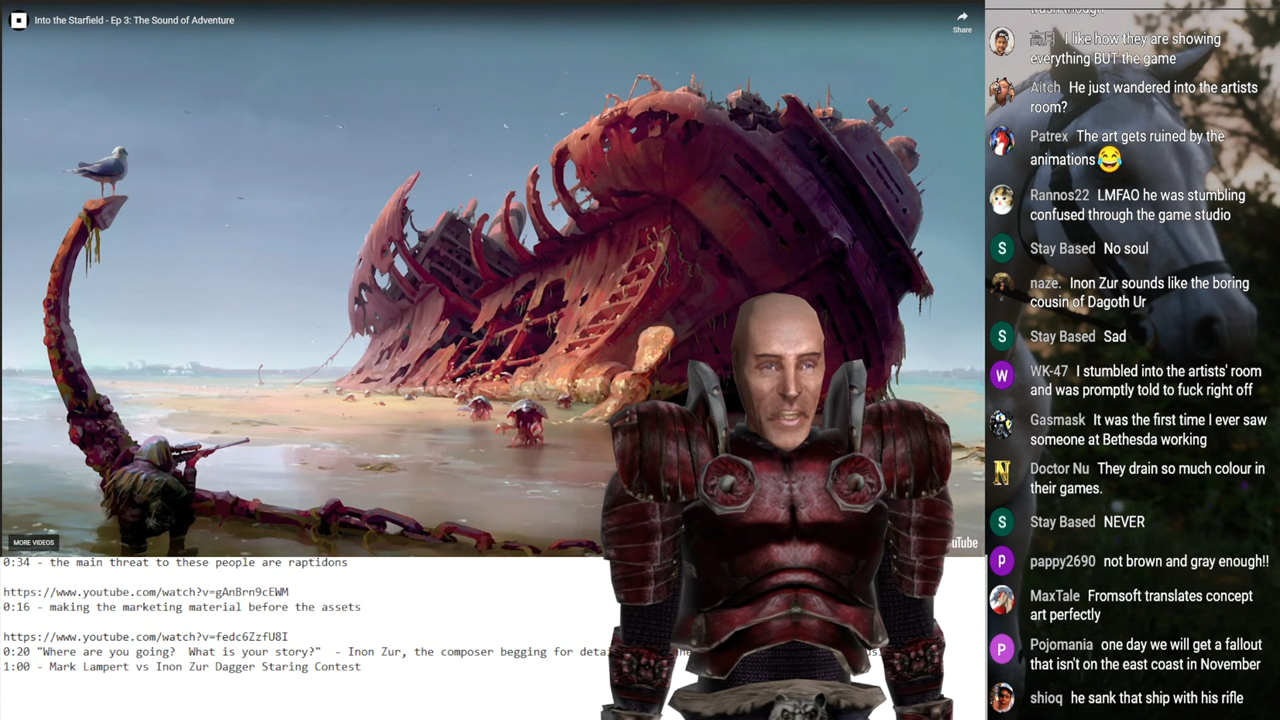 Into the Starfield - Ep 3: The Sound of Adventure
Share
MORE VIDEOS
uTube
0:34 - the main threat to these people are raptidons
https://www.youtube.com/watch?v=gAnBrn9cEWM
0:16 - making the marketing material before the assets
https://www.youtube.com/watch?v=fedc6ZzfU8I
0:20 "Where are you going?  What is your story?"  - Inon Zur, the composer begging for
1:00 - Mark Lampert vs Inon Zur Dagger Staring Contest
I like how they are showing
everything BUT the game
Aitch He just wandered into the artists
room?
Patrex The art gets ruined by the
animations 😂
Rannos22 LMFAO he was stumbling
confused through the game studio
S Stay Based No soul
naze. Inon Zur sounds like the boring
cousin of Dagoth Ur
S Stay Based Sad
W WK-47 I stumbled into the artists' room
and was promptly told to fuck right off
Gasmask It was the first time I ever saw
someone at Bethesda working
N Doctor Nu They drain so much colour in
their games.
S Stay Based NEVER
P pappy2690 not brown and gray enough!!
MaxTale Fromsoft translates concept
art perfectly
P Pojomania one day we will get a fallout
that isn't on the east coast in November
shioq he sank that ship with his rifle